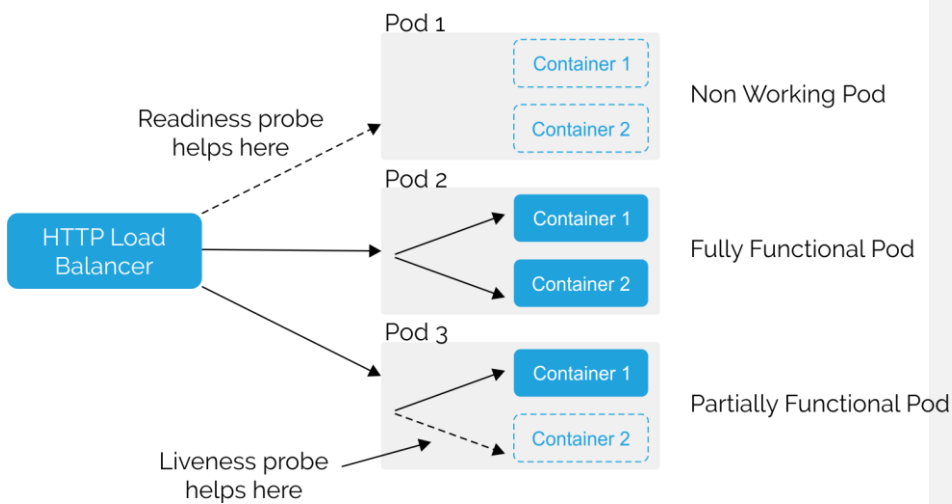 Pod 1
Container 1
Non Working Pod
Container 2
Readiness probe
helps here
Pod 2
Container 1
HTTP Load
Balancer
Fully Functional Pod
Container 2
Pod 3
Container 1
Partially Functional Pod
Container 2
Liveness probe
helps here